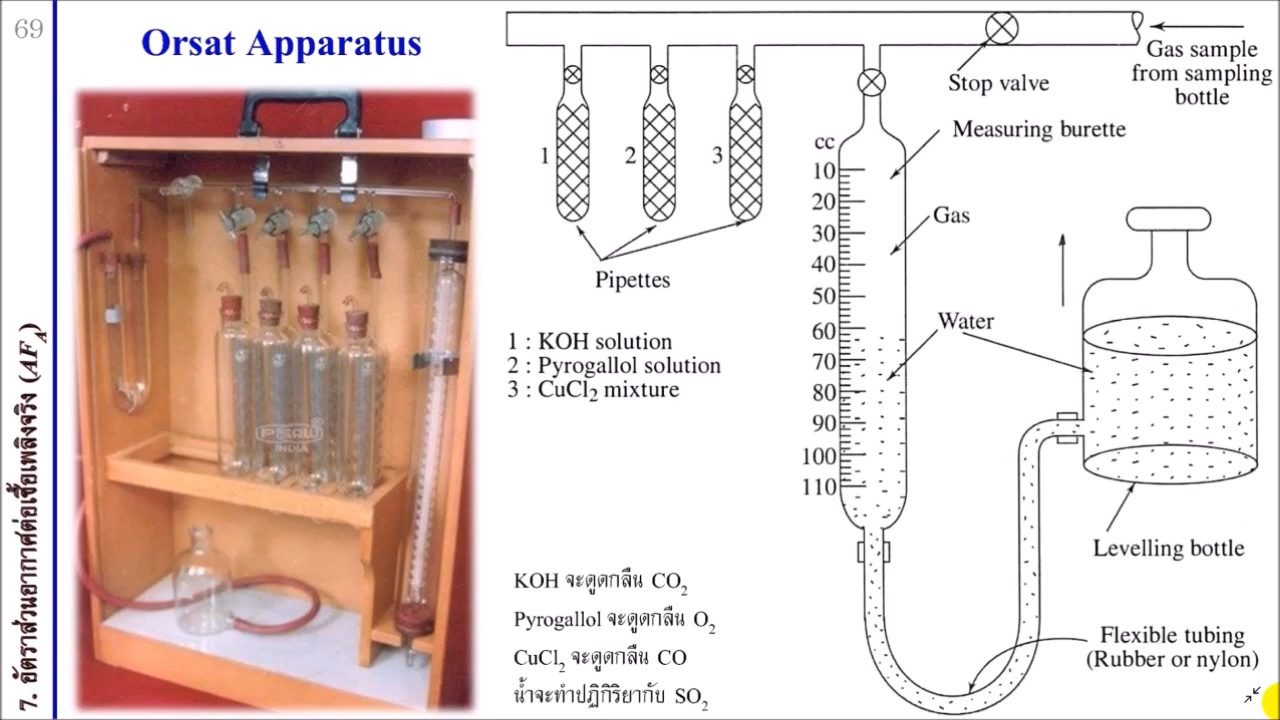 69
Orsat Apparatus
7. อัตราส่วนอากาศต่อเชื้อเพลิงจริง (AF_A)
PSAW
INDIA
Gas sample
from sampling
bottle
Stop valve
Measuring burette
cc
10
20
30
40
50
60
70
80
90
100
110
1
2
3
Gas
Pipettes
Water
1 : KOH solution
2 : Pyrogallol solution
3 : CuCl₂ mixture
Levelling bottle
Flexible tubing
(Rubber or nylon)
KOH จะดูดกลืน CO₂
Pyrogallol จะดูดกลืน O₂
CuCl₂ จะดูดกลืน CO
น้ำจะทำปฏิกิริยากับ SO₂